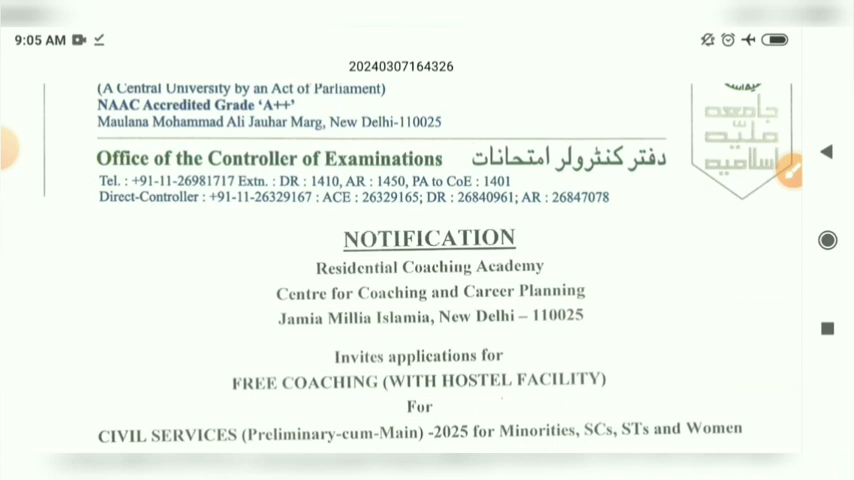 9:05 AM
20240307164326
(A Central University by an Act of Parliament)
NAAC Accredited Grade ‘A++’
Maulana Mohammad Ali Jauhar Marg, New Delhi-110025
Office of the Controller of Examinations دفتر کنٹرولر امتحانات
Tel. : +91-11-26981717 Extn. : DR : 1410, AR : 1450, PA to CoE : 1401
Direct-Controller : +91-11-26329167 : ACE : 26329165; DR : 26840961; AR : 26847078
جامعہ
ملیّہ
اسلامیہ
NOTIFICATION
Residential Coaching Academy
Centre for Coaching and Career Planning
Jamia Millia Islamia, New Delhi – 110025
Invites applications for
FREE COACHING (WITH HOSTEL FACILITY)
For
CIVIL SERVICES (Preliminary-cum-Main) -2025 for Minorities, SCs, STs and Women